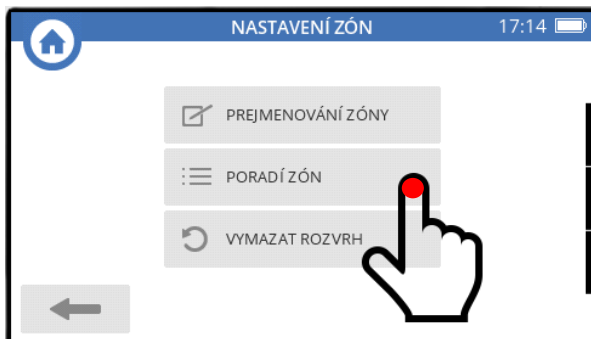 NASTAVENÍ ZÓN 17:14
PREJMENOVÁNÍ ZÓNY
PORADÍ ZÓN
VYMAZAT ROZVRH